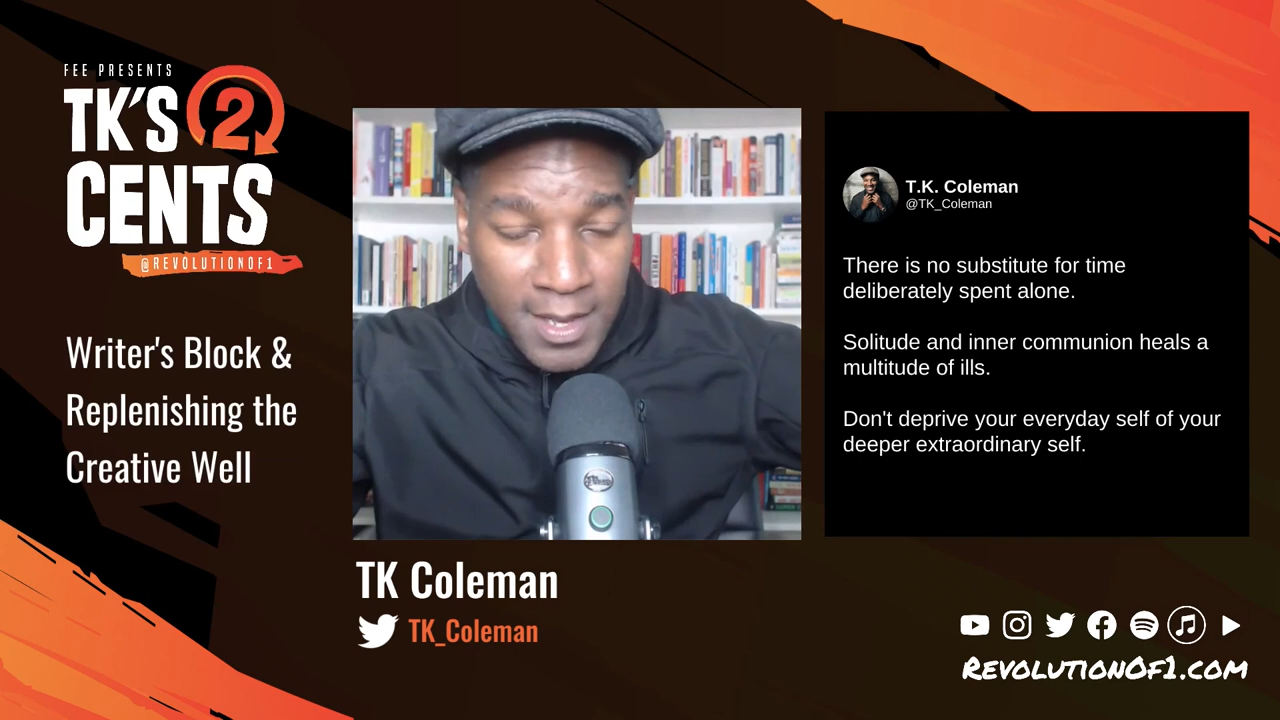 FEE PRESENTS
TK'S 2
CENTS
@REVOLUTIONOF1
Writer's Block &
Replenishing the
Creative Well
T.K. Coleman
@TK_Coleman
There is no substitute for time
deliberately spent alone.
Solitude and inner communion heals a
multitude of ills.
Don't deprive your everyday self of your
deeper extraordinary self.
TK Coleman
TK_Coleman
REVOLUTIONOF1.COM